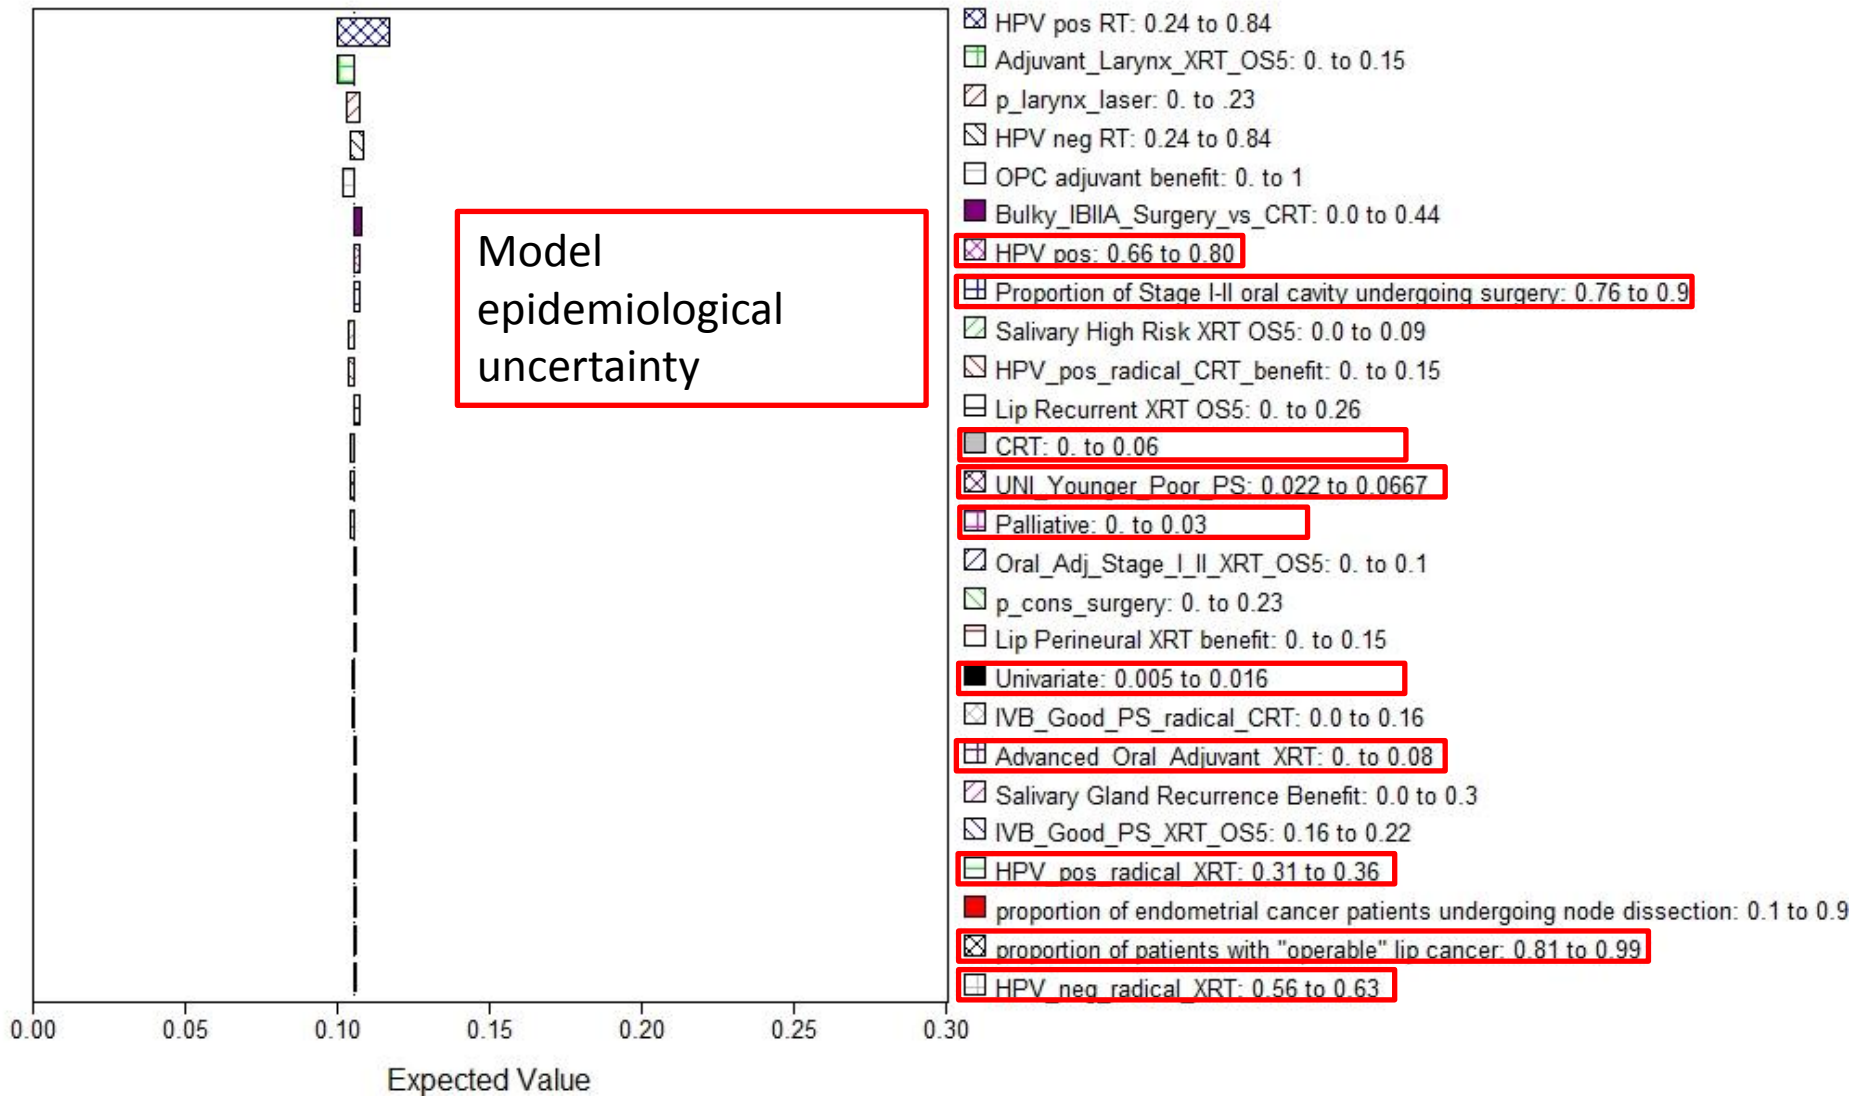 Model
epidemiological
uncertainty
HPV pos RT: 0.24 to 0.84
Adjuvant_Larynx_XRT_OS5: 0. to 0.15
p_larynx_laser: 0. to .23
HPV neg RT: 0.24 to 0.84
OPC adjuvant benefit: 0. to 1
Bulky_IBIIA_Surgery_vs_CRT: 0.0 to 0.44
HPV pos: 0.66 to 0.80
Proportion of Stage I-II oral cavity undergoing surgery: 0.76 to 0.9
Salivary High Risk XRT OS5: 0.0 to 0.09
HPV_pos_radical_CRT_benefit: 0. to 0.15
Lip Recurrent XRT OS5: 0. to 0.26
CRT: 0. to 0.06
UNI_Younger_Poor_PS: 0.022 to 0.0667
Palliative: 0. to 0.03
Oral_Adj_Stage_I_II_XRT_OS5: 0. to 0.1
p_cons_surgery: 0. to 0.23
Lip Perineural XRT benefit: 0. to 0.15
Univariate: 0.005 to 0.016
IVB_Good_PS_radical_CRT: 0.0 to 0.16
Advanced_Oral_Adjuvant_XRT: 0. to 0.08
Salivary Gland Recurrence Benefit: 0.0 to 0.3
IVB_Good_PS_XRT_OS5: 0.16 to 0.22
HPV_pos_radical_XRT: 0.31 to 0.36
proportion of endometrial cancer patients undergoing node dissection: 0.1 to 0.9
proportion of patients with "operable" lip cancer: 0.81 to 0.99
HPV_neg_radical_XRT: 0.56 to 0.63
0.00 0.05 0.10 0.15 0.20 0.25 0.30
Expected Value